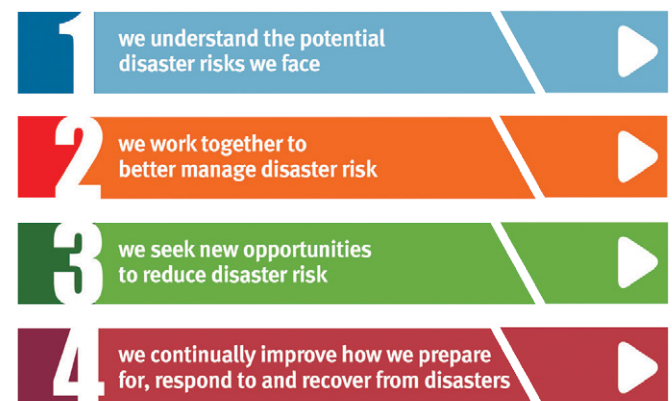 1
we understand the potential
disaster risks we face
2
we work together to
better manage disaster risk
3
we seek new opportunities
to reduce disaster risk
4
we continually improve how we prepare
for, respond to and recover from disasters